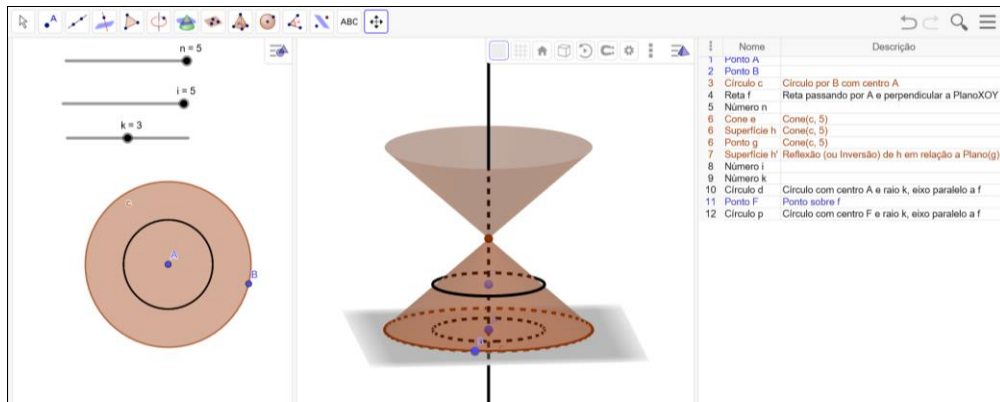 A
ABC
n = 5
i = 5
k = 3
c
A
B
Nome Descrição
1 Ponto A
2 Ponto B
3 Círculo c Círculo por B com centro A
4 Reta f Reta passando por A e perpendicular a PlanoXOY
5 Número n
6 Cone e Cone(c, 5)
6 Superfície h Cone(c, 5)
6 Ponto g Cone(c, 5)
7 Superfície h' Reflexão (ou Inversão) de h em relação a Plano(g)
8 Número i
9 Número k
10 Círculo d Círculo com centro A e raio k, eixo paralelo a f
11 Ponto F Ponto sobre f
12 Círculo p Círculo com centro F e raio k, eixo paralelo a f